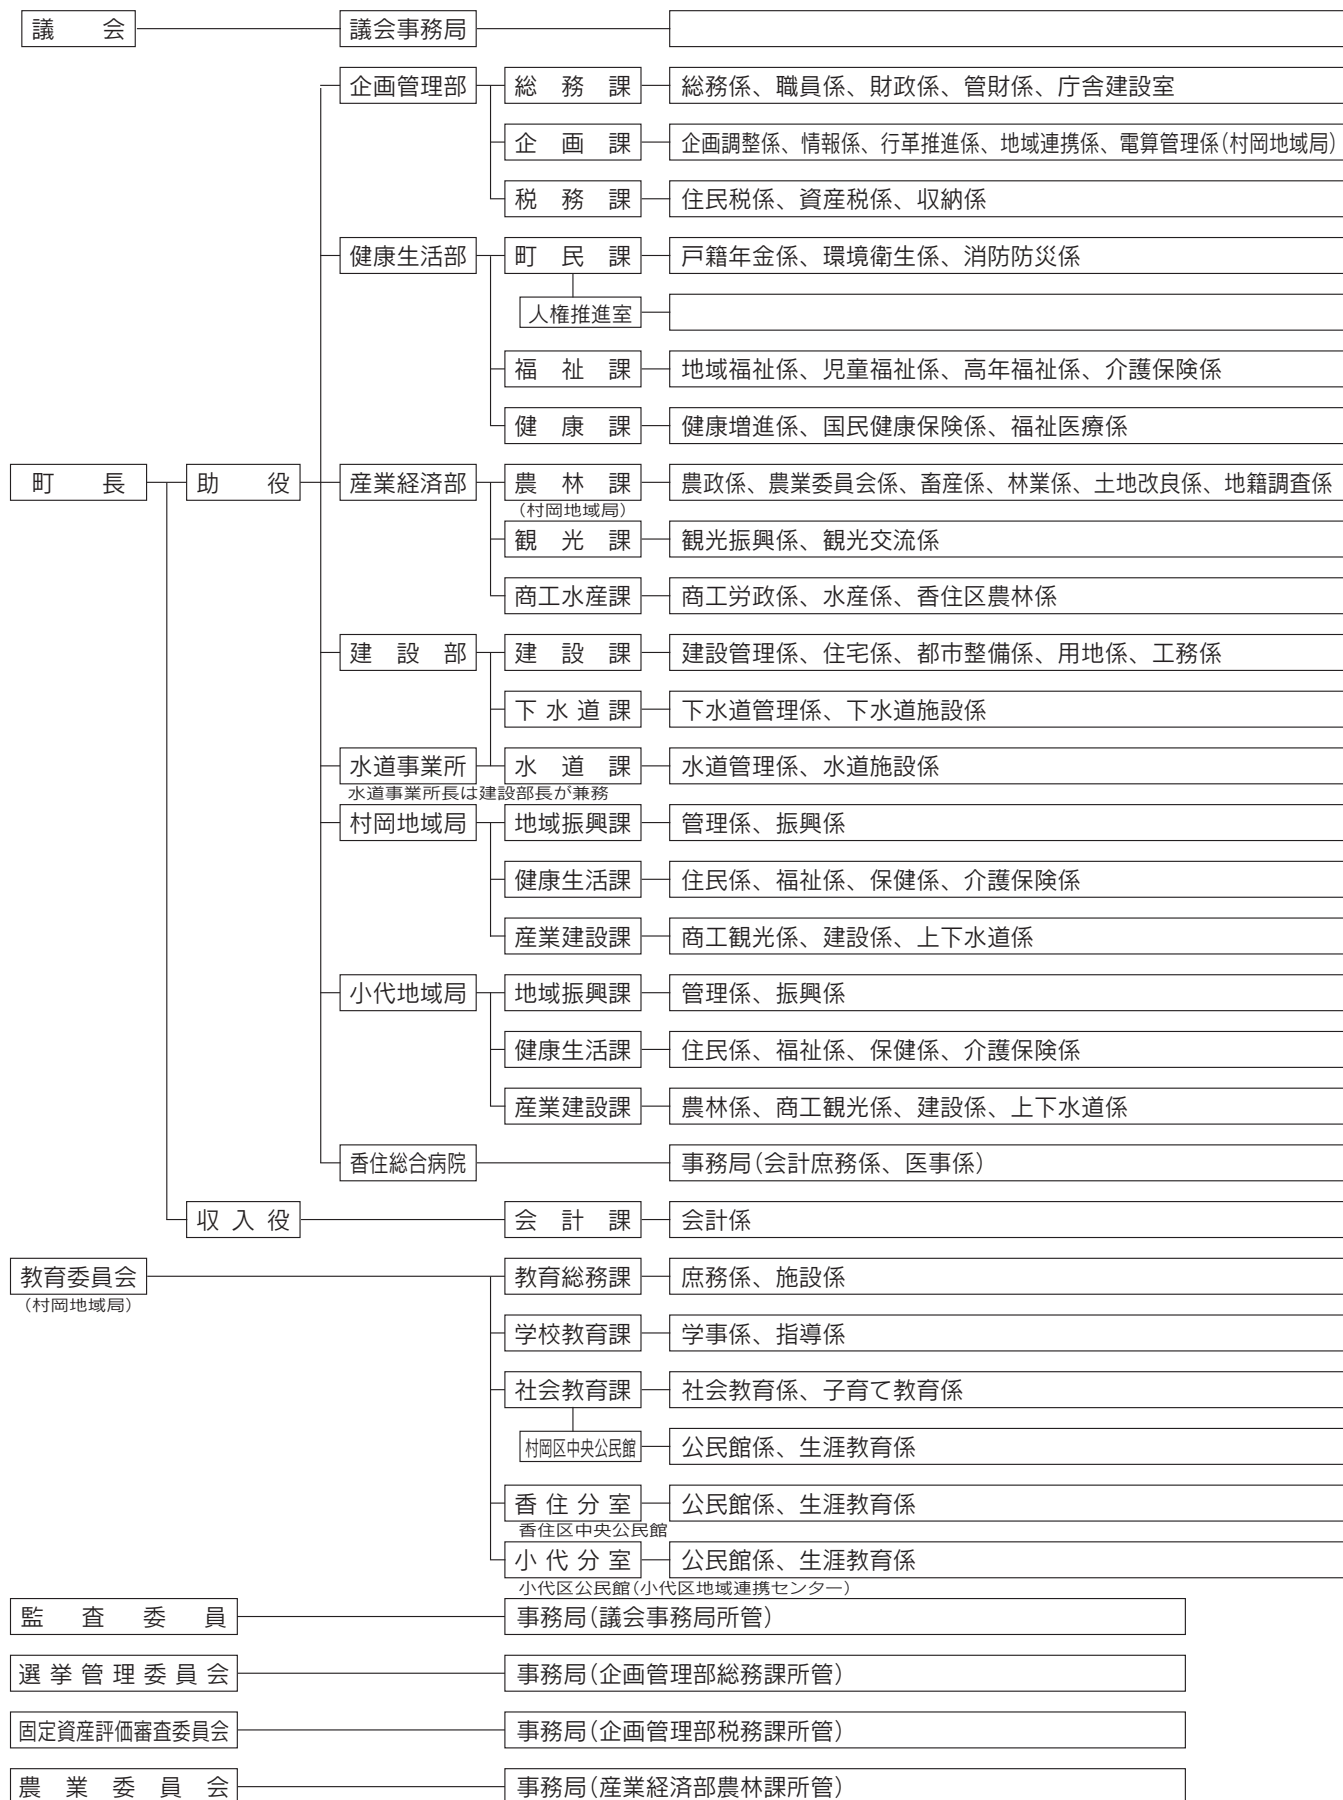 議会 議会事務局
企画管理部 総務課 総務係、職員係、財政係、管財係、庁舎建設室
企画課 企画調整係、情報係、行革推進係、地域連携係、電算管理係(村岡地域局)
税務課 住民税係、資産税係、収納係
健康生活部 町民課 戸籍年金係、環境衛生係、消防防災係
人権推進室
福祉課 地域福祉係、児童福祉係、高年福祉係、介護保険係
健康課 健康増進係、国民健康保険係、福祉医療係
町長 助役 産業経済部 農林課 農政係、農業委員会係、畜産係、林業係、土地改良係、地籍調査係
(村岡地域局)
観光課 観光振興係、観光交流係
商工水産課 商工労政係、水産係、香住区農林係
建設部 建設課 建設管理係、住宅係、都市整備係、用地係、工務係
下水道課 下水道管理係、下水道施設係
水道事業所 水道課 水道管理係、水道施設係
水道事業所長は建設部長が兼務
村岡地域局 地域振興課 管理係、振興係
健康生活課 住民係、福祉係、保健係、介護保険係
産業建設課 商工観光係、建設係、上下水道係
小代地域局 地域振興課 管理係、振興係
健康生活課 住民係、福祉係、保健係、介護保険係
産業建設課 農林係、商工観光係、建設係、上下水道係
香住総合病院 事務局(会計庶務係、医事係)
収入役 会計課 会計係
教育委員会 教育総務課 庶務係、施設係
(村岡地域局)
学校教育課 学事係、指導係
社会教育課 社会教育係、子育て教育係
村岡区中央公民館 公民館係、生涯教育係
香住分室 公民館係、生涯教育係
香住区中央公民館
小代分室 公民館係、生涯教育係
小代区公民館(小代区地域連携センター)
監査委員 事務局(議会事務局所管)
選挙管理委員会 事務局(企画管理部総務課所管)
固定資産評価審査委員会 事務局(企画管理部税務課所管)
農業委員会 事務局(産業経済部農林課所管)